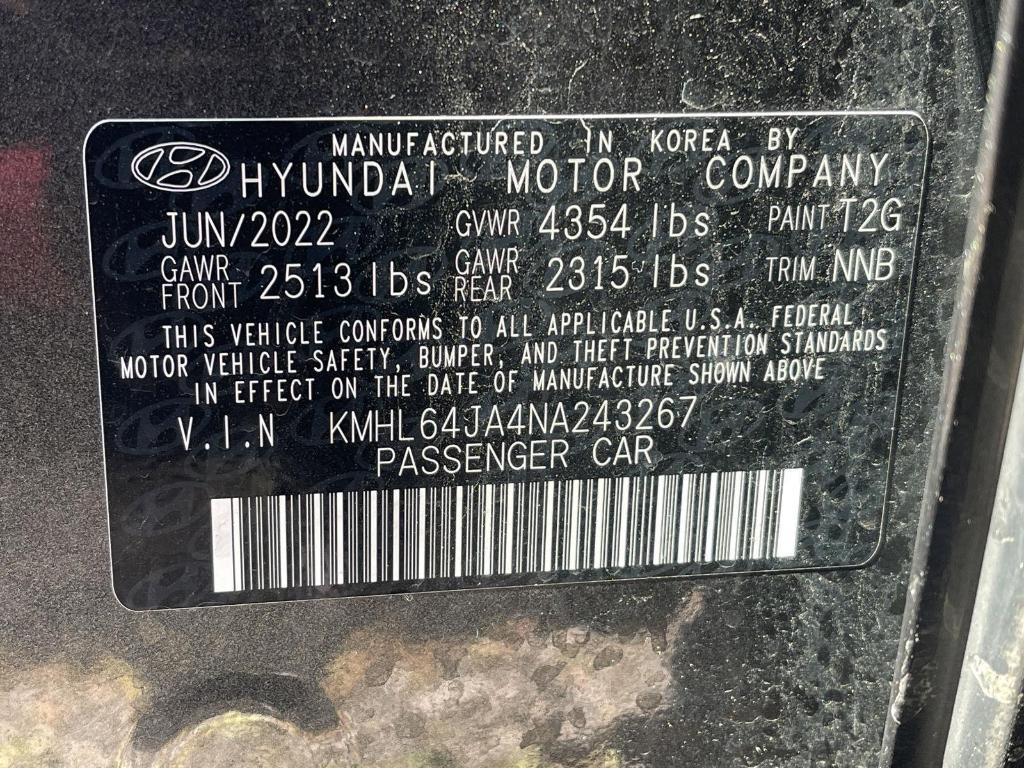 MANUFACTURED IN KOREA BY
HYUNDAI MOTOR COMPANY
JUN/2022 GVWR 4354 lbs PAINT T2G
GAWR FRONT 2513 lbs GAWR REAR 2315 lbs TRIM NNB
THIS VEHICLE CONFORMS TO ALL APPLICABLE U.S.A. FEDERAL
MOTOR VEHICLE SAFETY, BUMPER, AND THEFT PREVENTION STANDARDS
IN EFFECT ON THE DATE OF MANUFACTURE SHOWN ABOVE
V.I.N KMHL64JA4NA243267
PASSENGER CAR